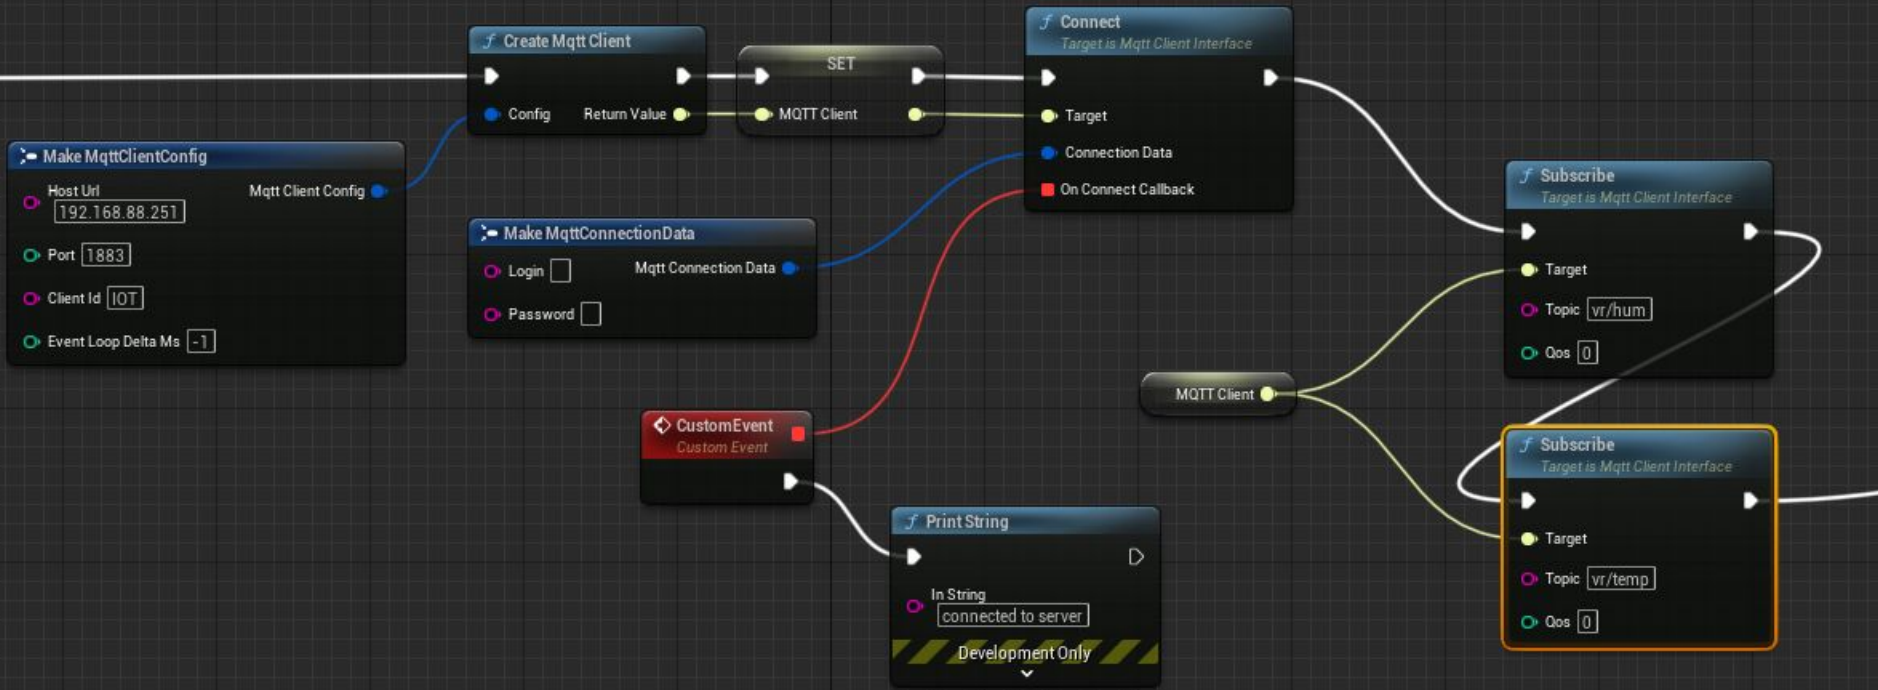 Create Mqtt Client
Config
Return Value
SET
MQTT Client
Connect
Target is Mqtt Client Interface
Target
Connection Data
On Connect Callback
Make MqttClientConfig
Host Url
192.168.88.251
Mqtt Client Config
Port 1883
Client Id IOT
Event Loop Delta Ms -1
Make MqttConnectionData
Login
Mqtt Connection Data
Password
Subscribe
Target is Mqtt Client Interface
Target
Topic vr/hum
Qos 0
MQTT Client
CustomEvent
Custom Event
Print String
In String
connected to server
Development Only
Subscribe
Target is Mqtt Client Interface
Target
Topic vr/temp
Qos 0